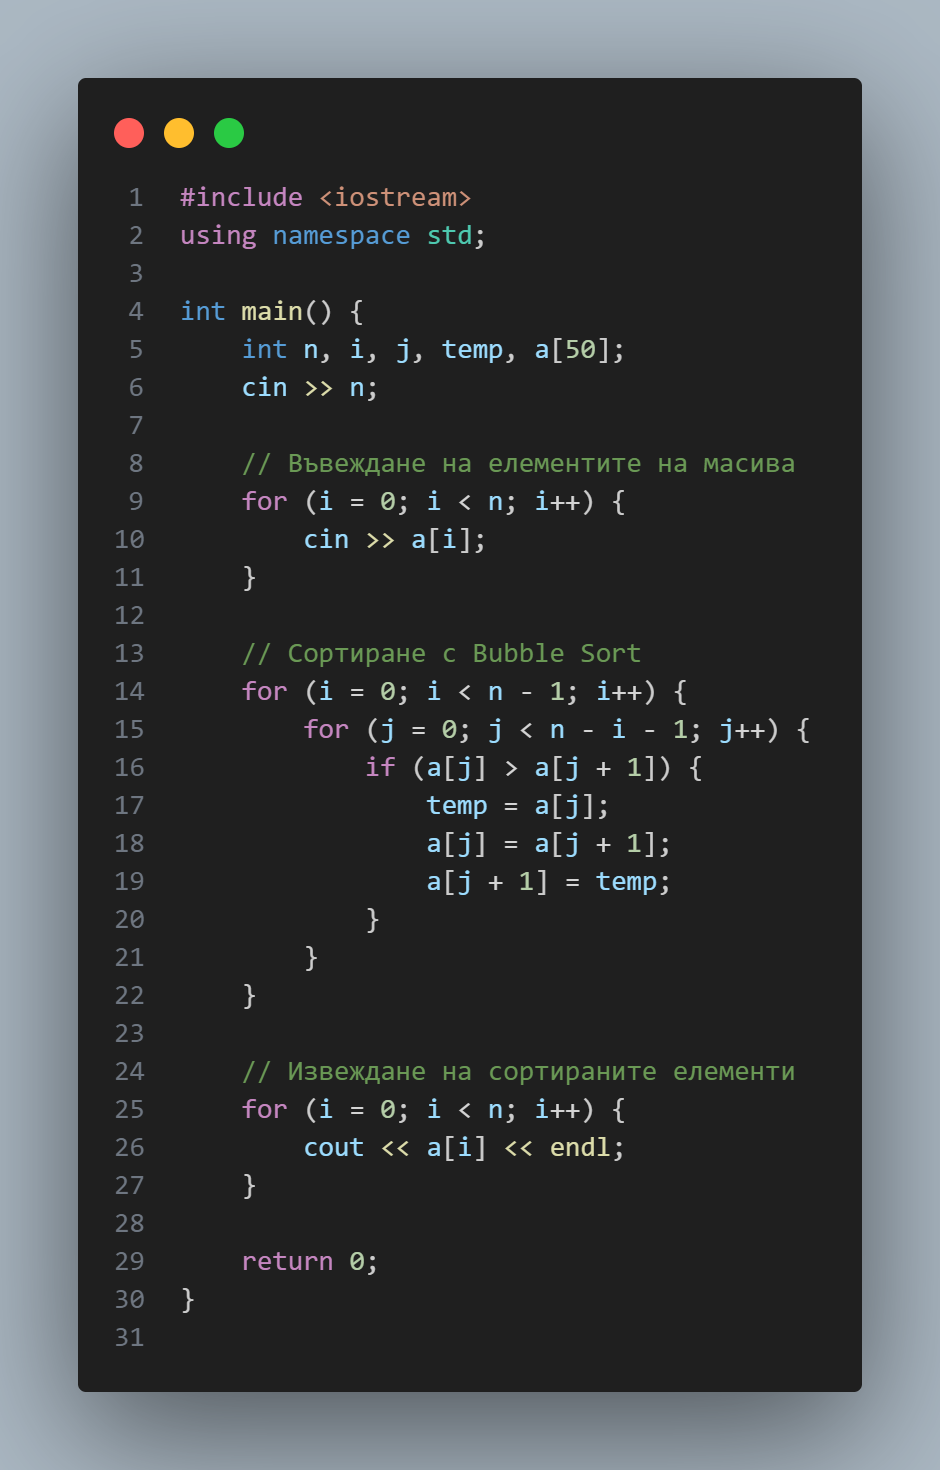 1 #include <iostream>
2 using namespace std;
3
4 int main() {
5     int n, i, j, temp, a[50];
6     cin >> n;
7
8     // Въвеждане на елементите на масива
9     for (i = 0; i < n; i++) {
10         cin >> a[i];
11     }
12
13     // Сортиране с Bubble Sort
14     for (i = 0; i < n - 1; i++) {
15         for (j = 0; j < n - i - 1; j++) {
16             if (a[j] > a[j + 1]) {
17                 temp = a[j];
18                 a[j] = a[j + 1];
19                 a[j + 1] = temp;
20             }
21         }
22     }
23
24     // Извеждане на сортираните елементи
25     for (i = 0; i < n; i++) {
26         cout << a[i] << endl;
27     }
28
29     return 0;
30 }
31